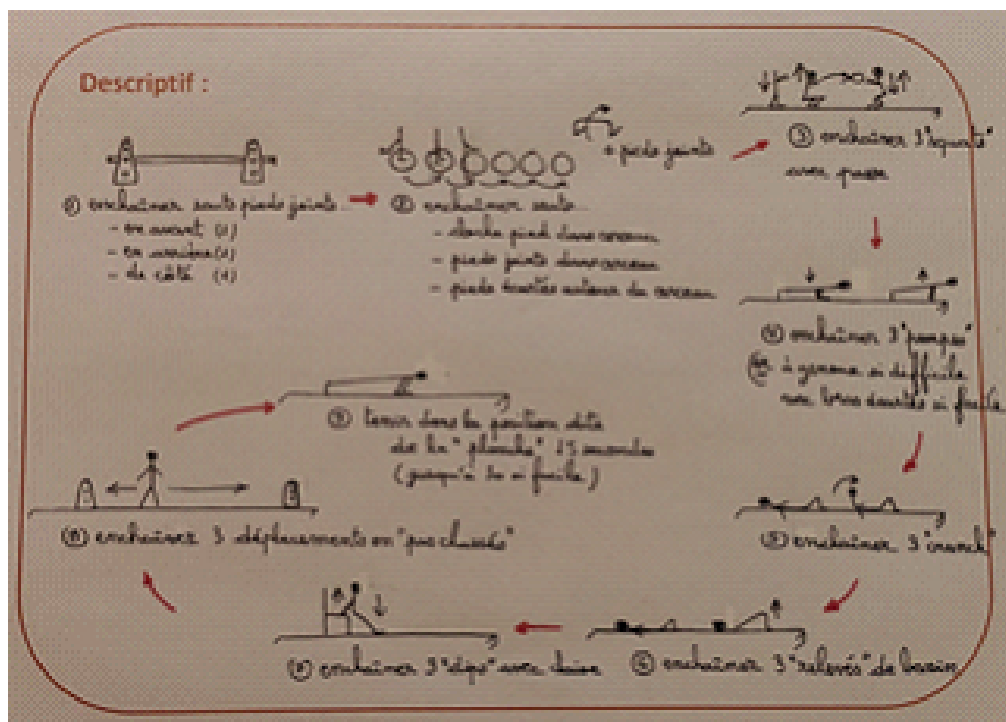 Descriptif :
① enchaîner sauts pieds joints
- en avant (1)
- en arrière (1)
- de côté (1)
② enchaîner sauts
- cloche pied dans cerceau
- pieds joints dans cerceau
- pieds écartés autour du cerceau
+ pieds joints
③ enchaîner 3 "squats"
avec
④ enchaîner 3 "pompes"
à genoux si difficile
bras écartés si facile
⑤ enchaîner 3 "crunch"
⑥ enchaîner 3 "relevés" de bassin
⑦ enchaîner 3 "dips" avec chaise
⑧ enchaîner 3 déplacements en "pas chassés"
⑨ tenir dans la position dite
de la "planche" 15 secondes
(jusqu'à 30 si facile)